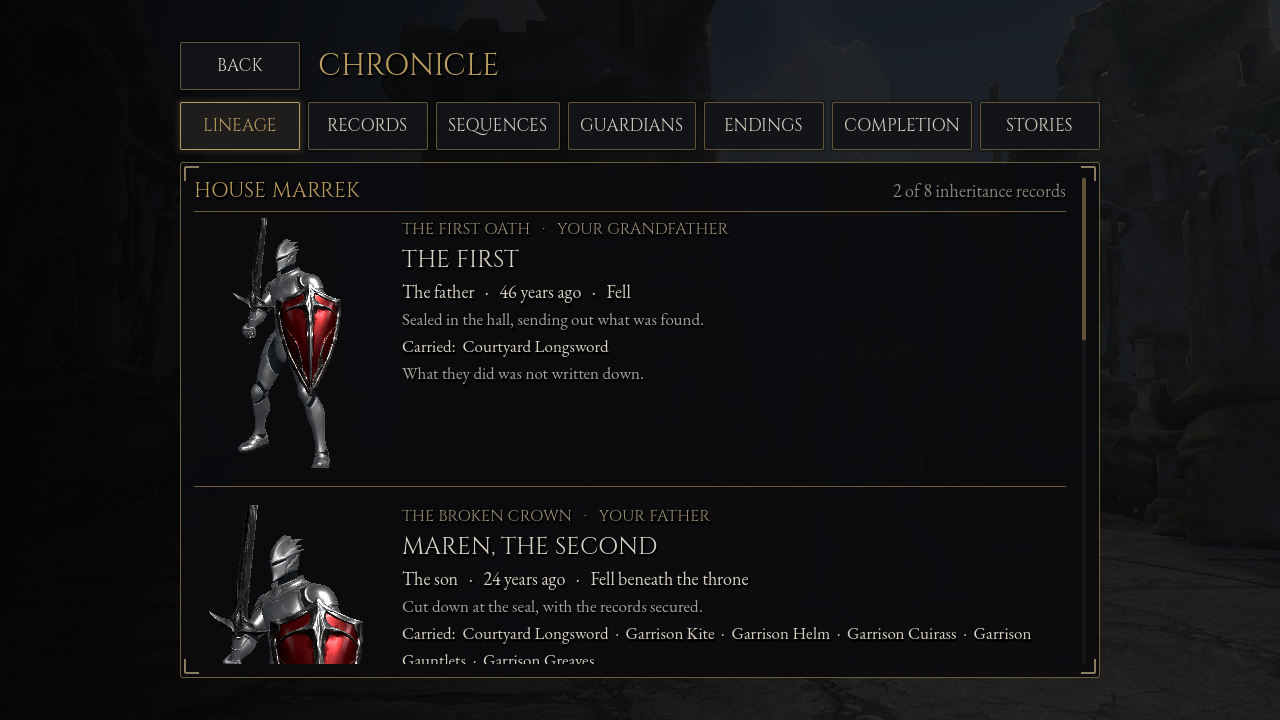 BACK
CHRONICLE
LINEAGE
RECORDS
SEQUENCES
GUARDIANS
ENDINGS
COMPLETION
STORIES
HOUSE MARREK
2 of 8 inheritance records
THE FIRST OATH · YOUR GRANDFATHER
THE FIRST
The father · 46 years ago · Fell
Sealed in the hall, sending out what was found.
Carried: Courtyard Longsword
What they did was not written down.
THE BROKEN CROWN · YOUR FATHER
MAREN, THE SECOND
The son · 24 years ago · Fell beneath the throne
Cut down at the seal, with the records secured.
Carried: Courtyard Longsword · Garrison Kite · Garrison Helm · Garrison Cuirass · Garrison
Gauntlets · Garrison Greaves